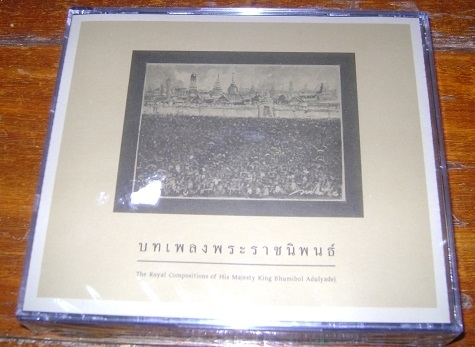 บทเพลงพระราชนิพนธ์
The Royal Compositions of His Majesty King Bhumibol Adulyadej